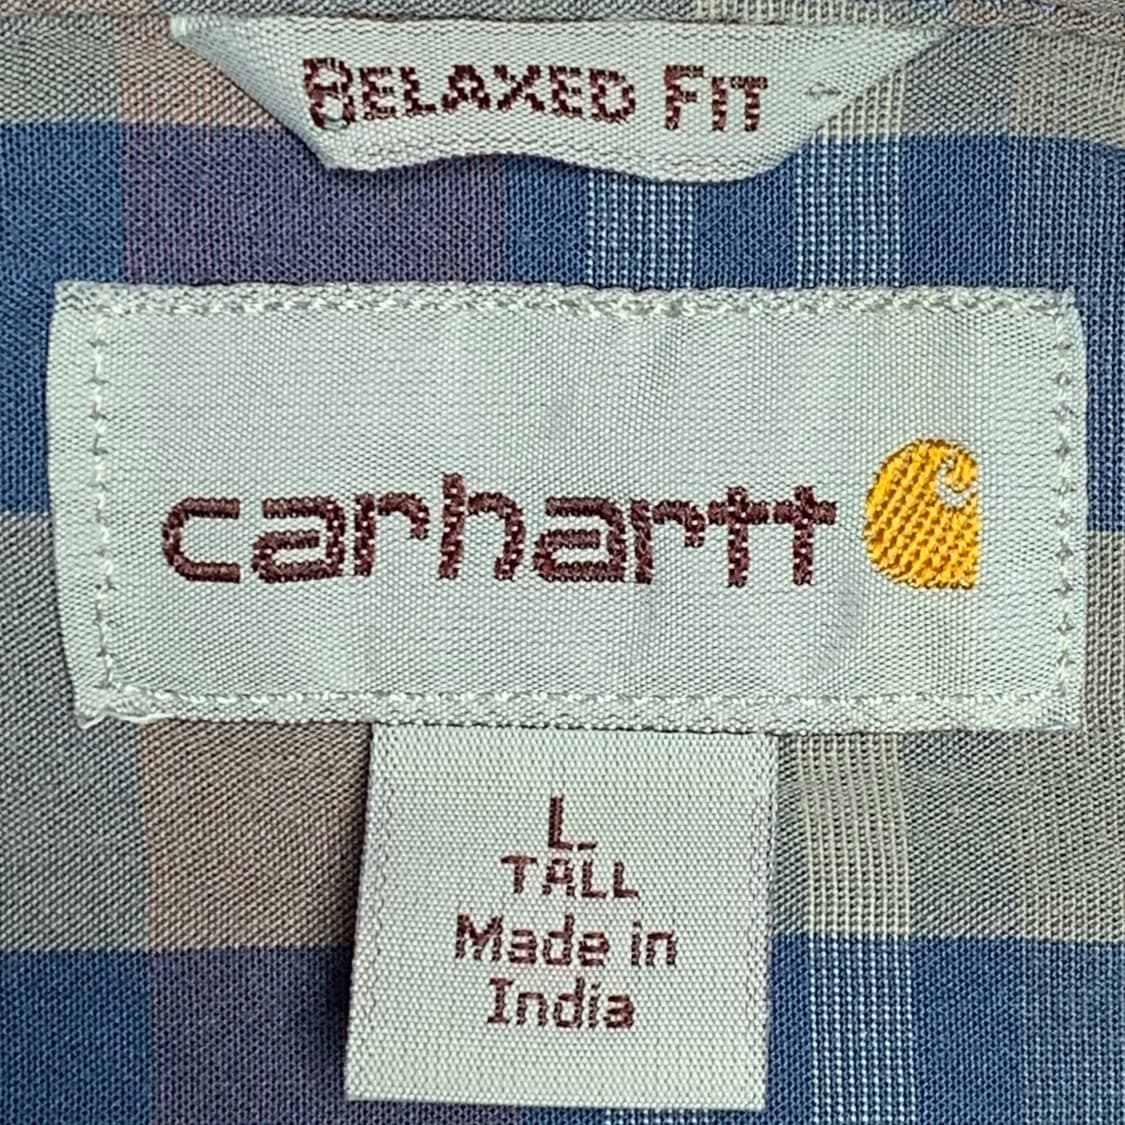 RELAXED FIT
carhartt
L
TALL
Made in
India